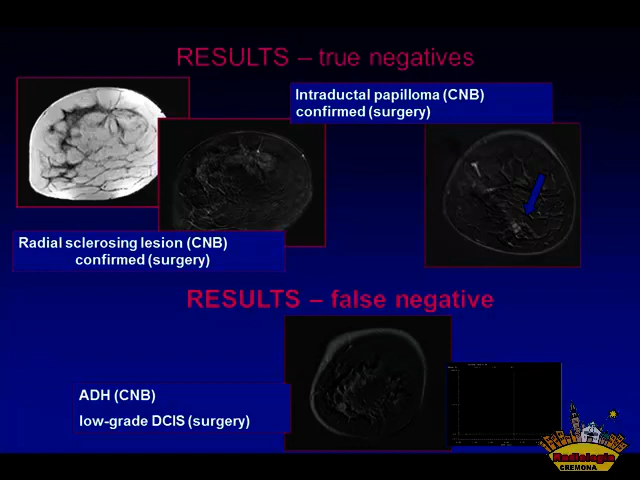 RESULTS – true negatives
Intraductal papilloma (CNB)
confirmed (surgery)
Radial sclerosing lesion (CNB)
confirmed (surgery)
RESULTS – false negative
ADH (CNB)
low-grade DCIS (surgery)
Radiologia
CREMONA